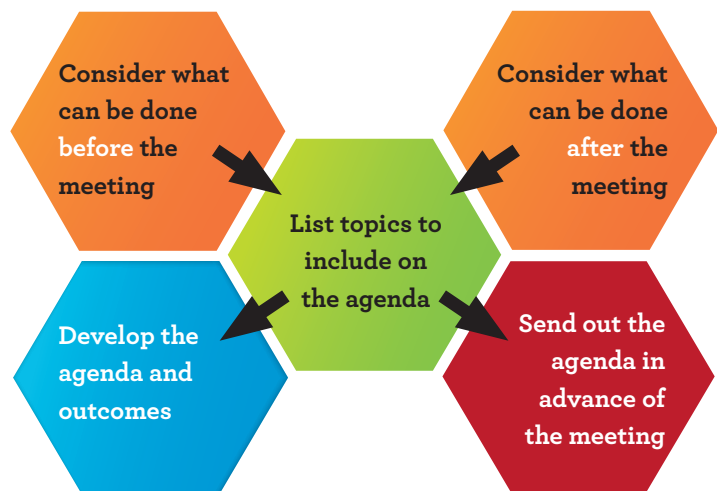 Consider what
can be done
before the
meeting
Consider what
can be done
after the
meeting
List topics to
include on
the agenda
Develop the
agenda and
outcomes
Send out the
agenda in
advance of
the meeting